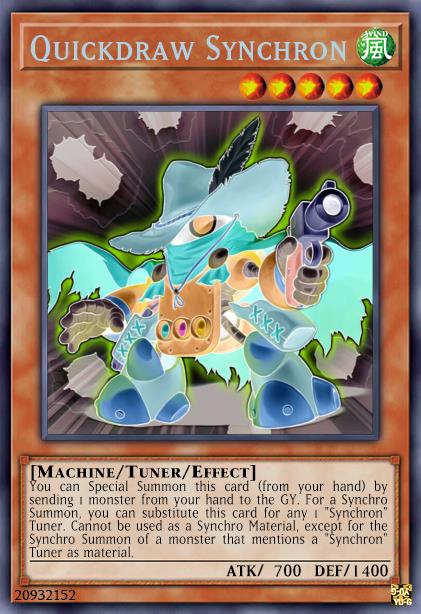 QUICKDRAW SYNCHRON
WIND
風
[MACHINE/TUNER/EFFECT]
You can Special Summon this card (from your hand) by
sending 1 monster from your hand to the GY. For a Synchro
Summon, you can substitute this card for any 1 "Synchron"
Tuner. Cannot be used as a Synchro Material, except for the
Synchro Summon of a monster that mentions a "Synchron"
Tuner as material.
ATK/ 700 DEF/1400
20932152